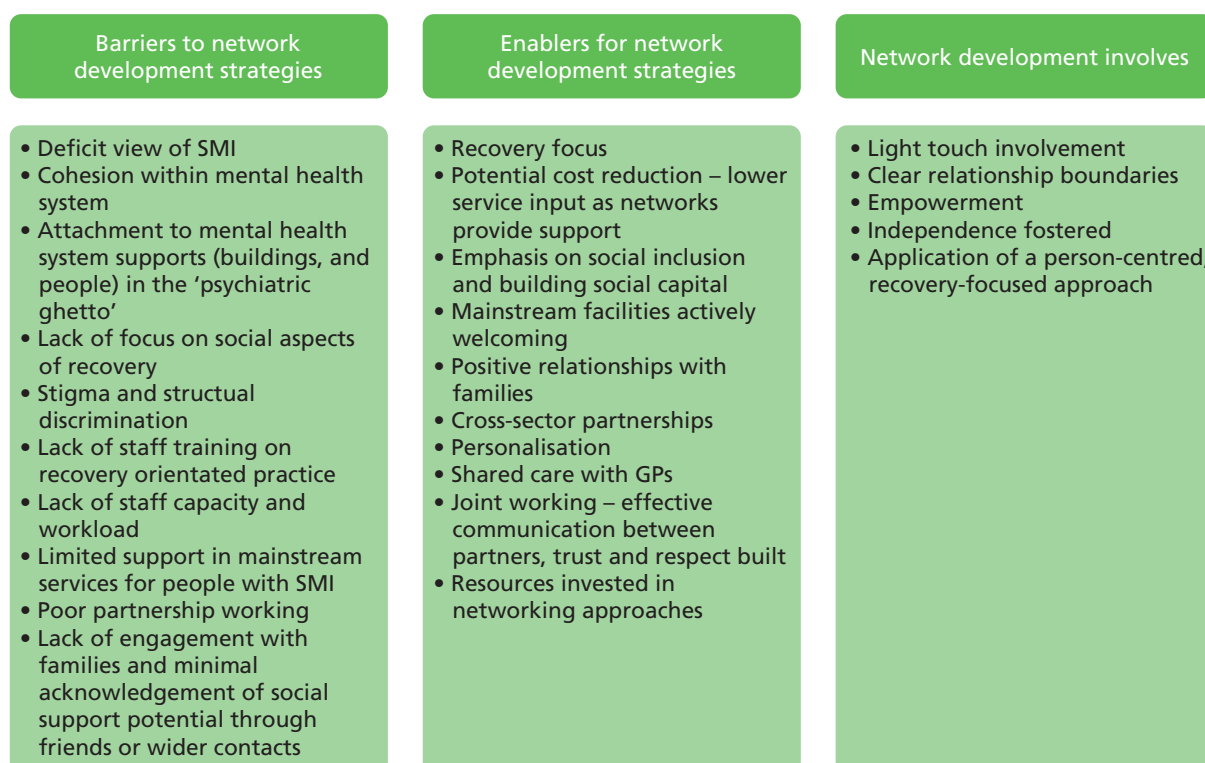 Barriers to network
development strategies
• Deficit view of SMI
• Cohesion within mental health
system
• Attachment to mental health
system supports (buildings, and
people) in the ‘psychiatric
ghetto’
• Lack of focus on social aspects
of recovery
• Stigma and structual
discrimination
• Lack of staff training on
recovery orientated practice
• Lack of staff capacity and
workload
• Limited support in mainstream
services for people with SMI
• Poor partnership working
• Lack of engagement with
families and minimal
acknowledgement of social
support potential through
friends or wider contacts
Enablers for network
development strategies
• Recovery focus
• Potential cost reduction – lower
service input as networks
provide support
• Emphasis on social inclusion
and building social capital
• Mainstream facilities actively
welcoming
• Positive relationships with
families
• Cross-sector partnerships
• Personalisation
• Shared care with GPs
• Joint working – effective
communication between
partners, trust and respect built
• Resources invested in
networking approaches
Network development involves
• Light touch involvement
• Clear relationship boundaries
• Empowerment
• Independence fostered
• Application of a person-centred,
recovery-focused approach